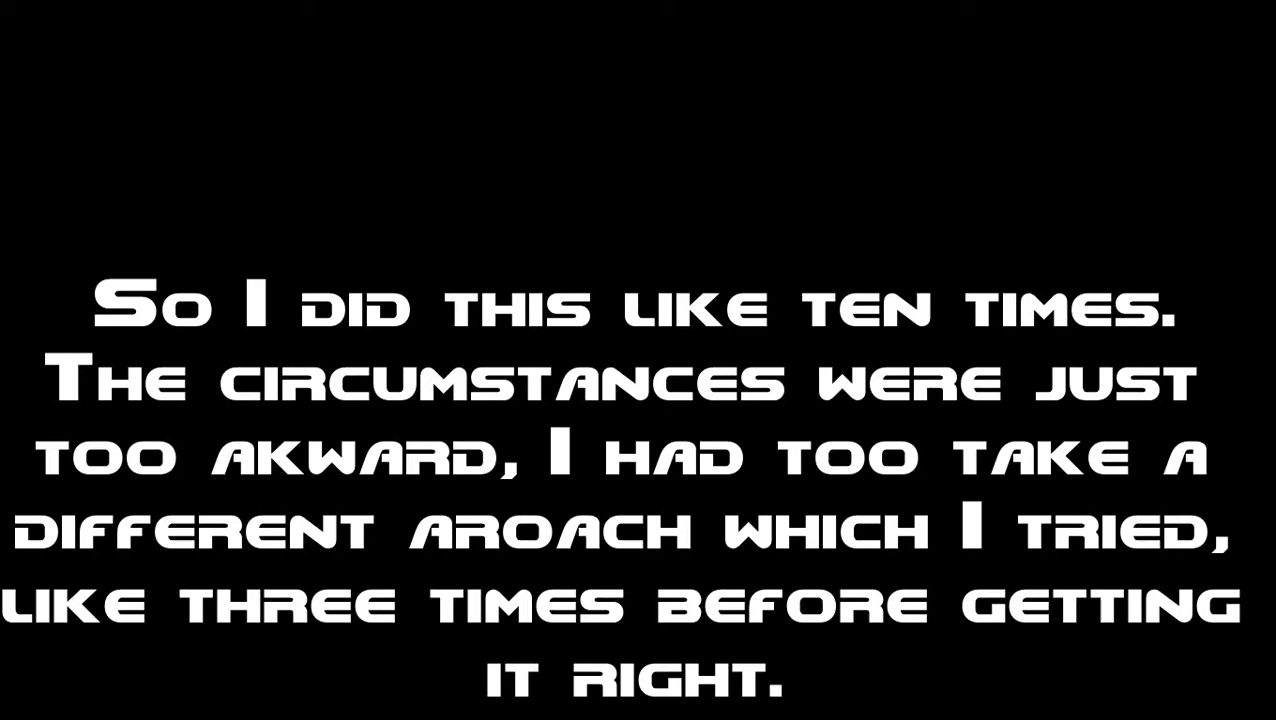 So I did this like ten times.
The circumstances were just
too akward, I had too take a
different aroach which I tried,
like three times before getting
it right.